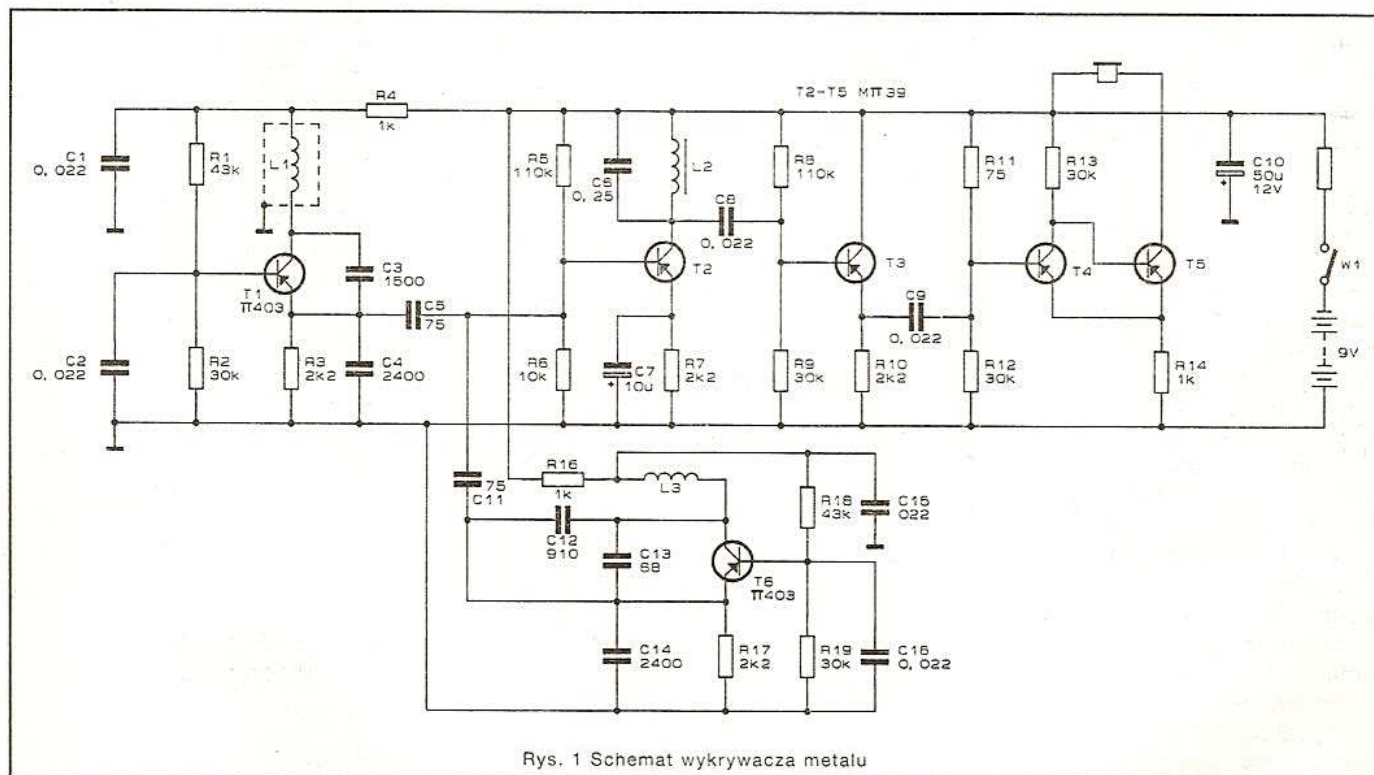 T2-T5 MΠ39
R4
1k
C1
0,022
R1
43k
L1
R5
110k
C6
0,25
L2
R8
110k
C8
0,022
R11
75
R13
30k
C10
50u
12V
T1
Π403
C3
1500
C5
75
T2
T3
T4
T5
W1
C9
0,022
C2
0,022
R2
30k
R3
2k2
C4
2400
R6
10k
C7
10u
R7
2k2
R9
30k
R10
2k2
R12
30k
R14
1k
9V
75
C11
R16
1k
L3
R18
43k
C15
022
C12
910
C13
68
T6
Π403
C14
2400
R17
2k2
R19
30k
C16
0,022
Rys. 1 Schemat wykrywacza metalu